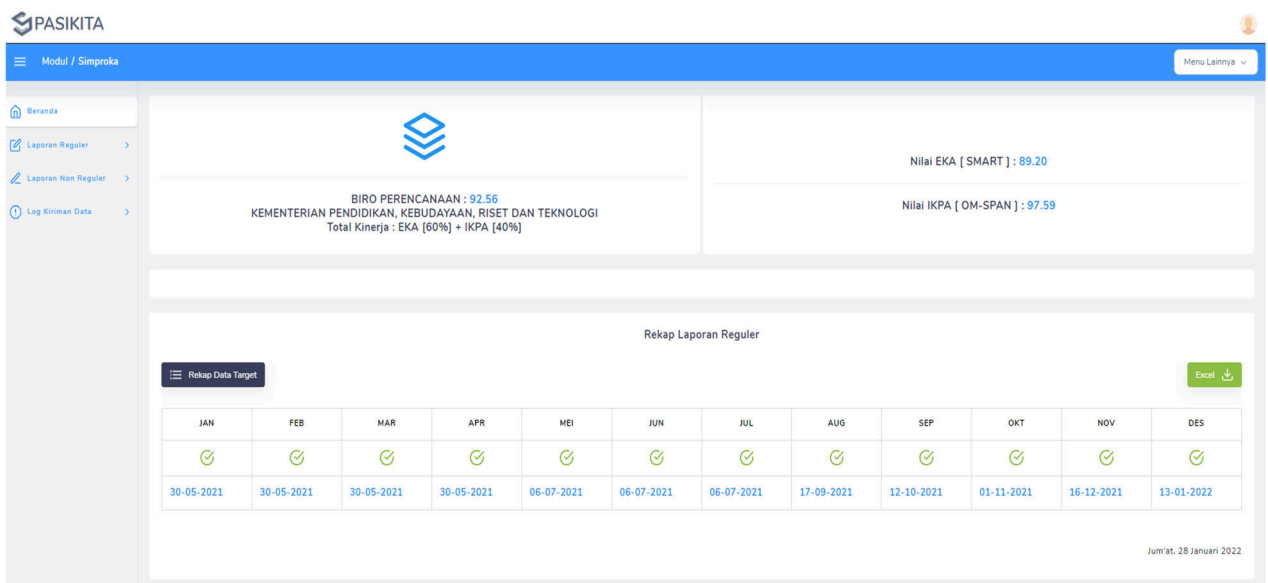 SPASIKITA
Modul / Simproka
Menu Lainnya
Beranda
Laporan Reguler
Laporan Non Reguler
Log Kiriman Data
BIRO PERENCANAAN : 92.56
KEMENTERIAN PENDIDIKAN, KEBUDAYAAN, RISET DAN TEKNOLOGI
Total Kinerja : EKA [60%] + IKPA [40%]
Nilai EKA [ SMART ] : 89.20
Nilai IKPA [ OM-SPAN ] : 97.59
Rekap Laporan Reguler
Rekap Data Target
Excel
JAN FEB MAR APR MEI JUN JUL AUG SEP OKT NOV DES
30-05-2021 30-05-2021 30-05-2021 30-05-2021 06-07-2021 06-07-2021 06-07-2021 17-09-2021 12-10-2021 01-11-2021 16-12-2021 13-01-2022
Jum'at, 28 Januari 2022